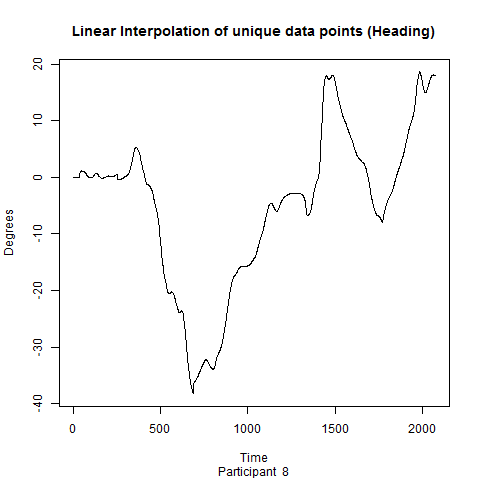 Linear Interpolation of unique data points (Heading)
20
10
0
-10
-20
-30
-40
Degrees
0 500 1000 1500 2000
Time
Participant 8